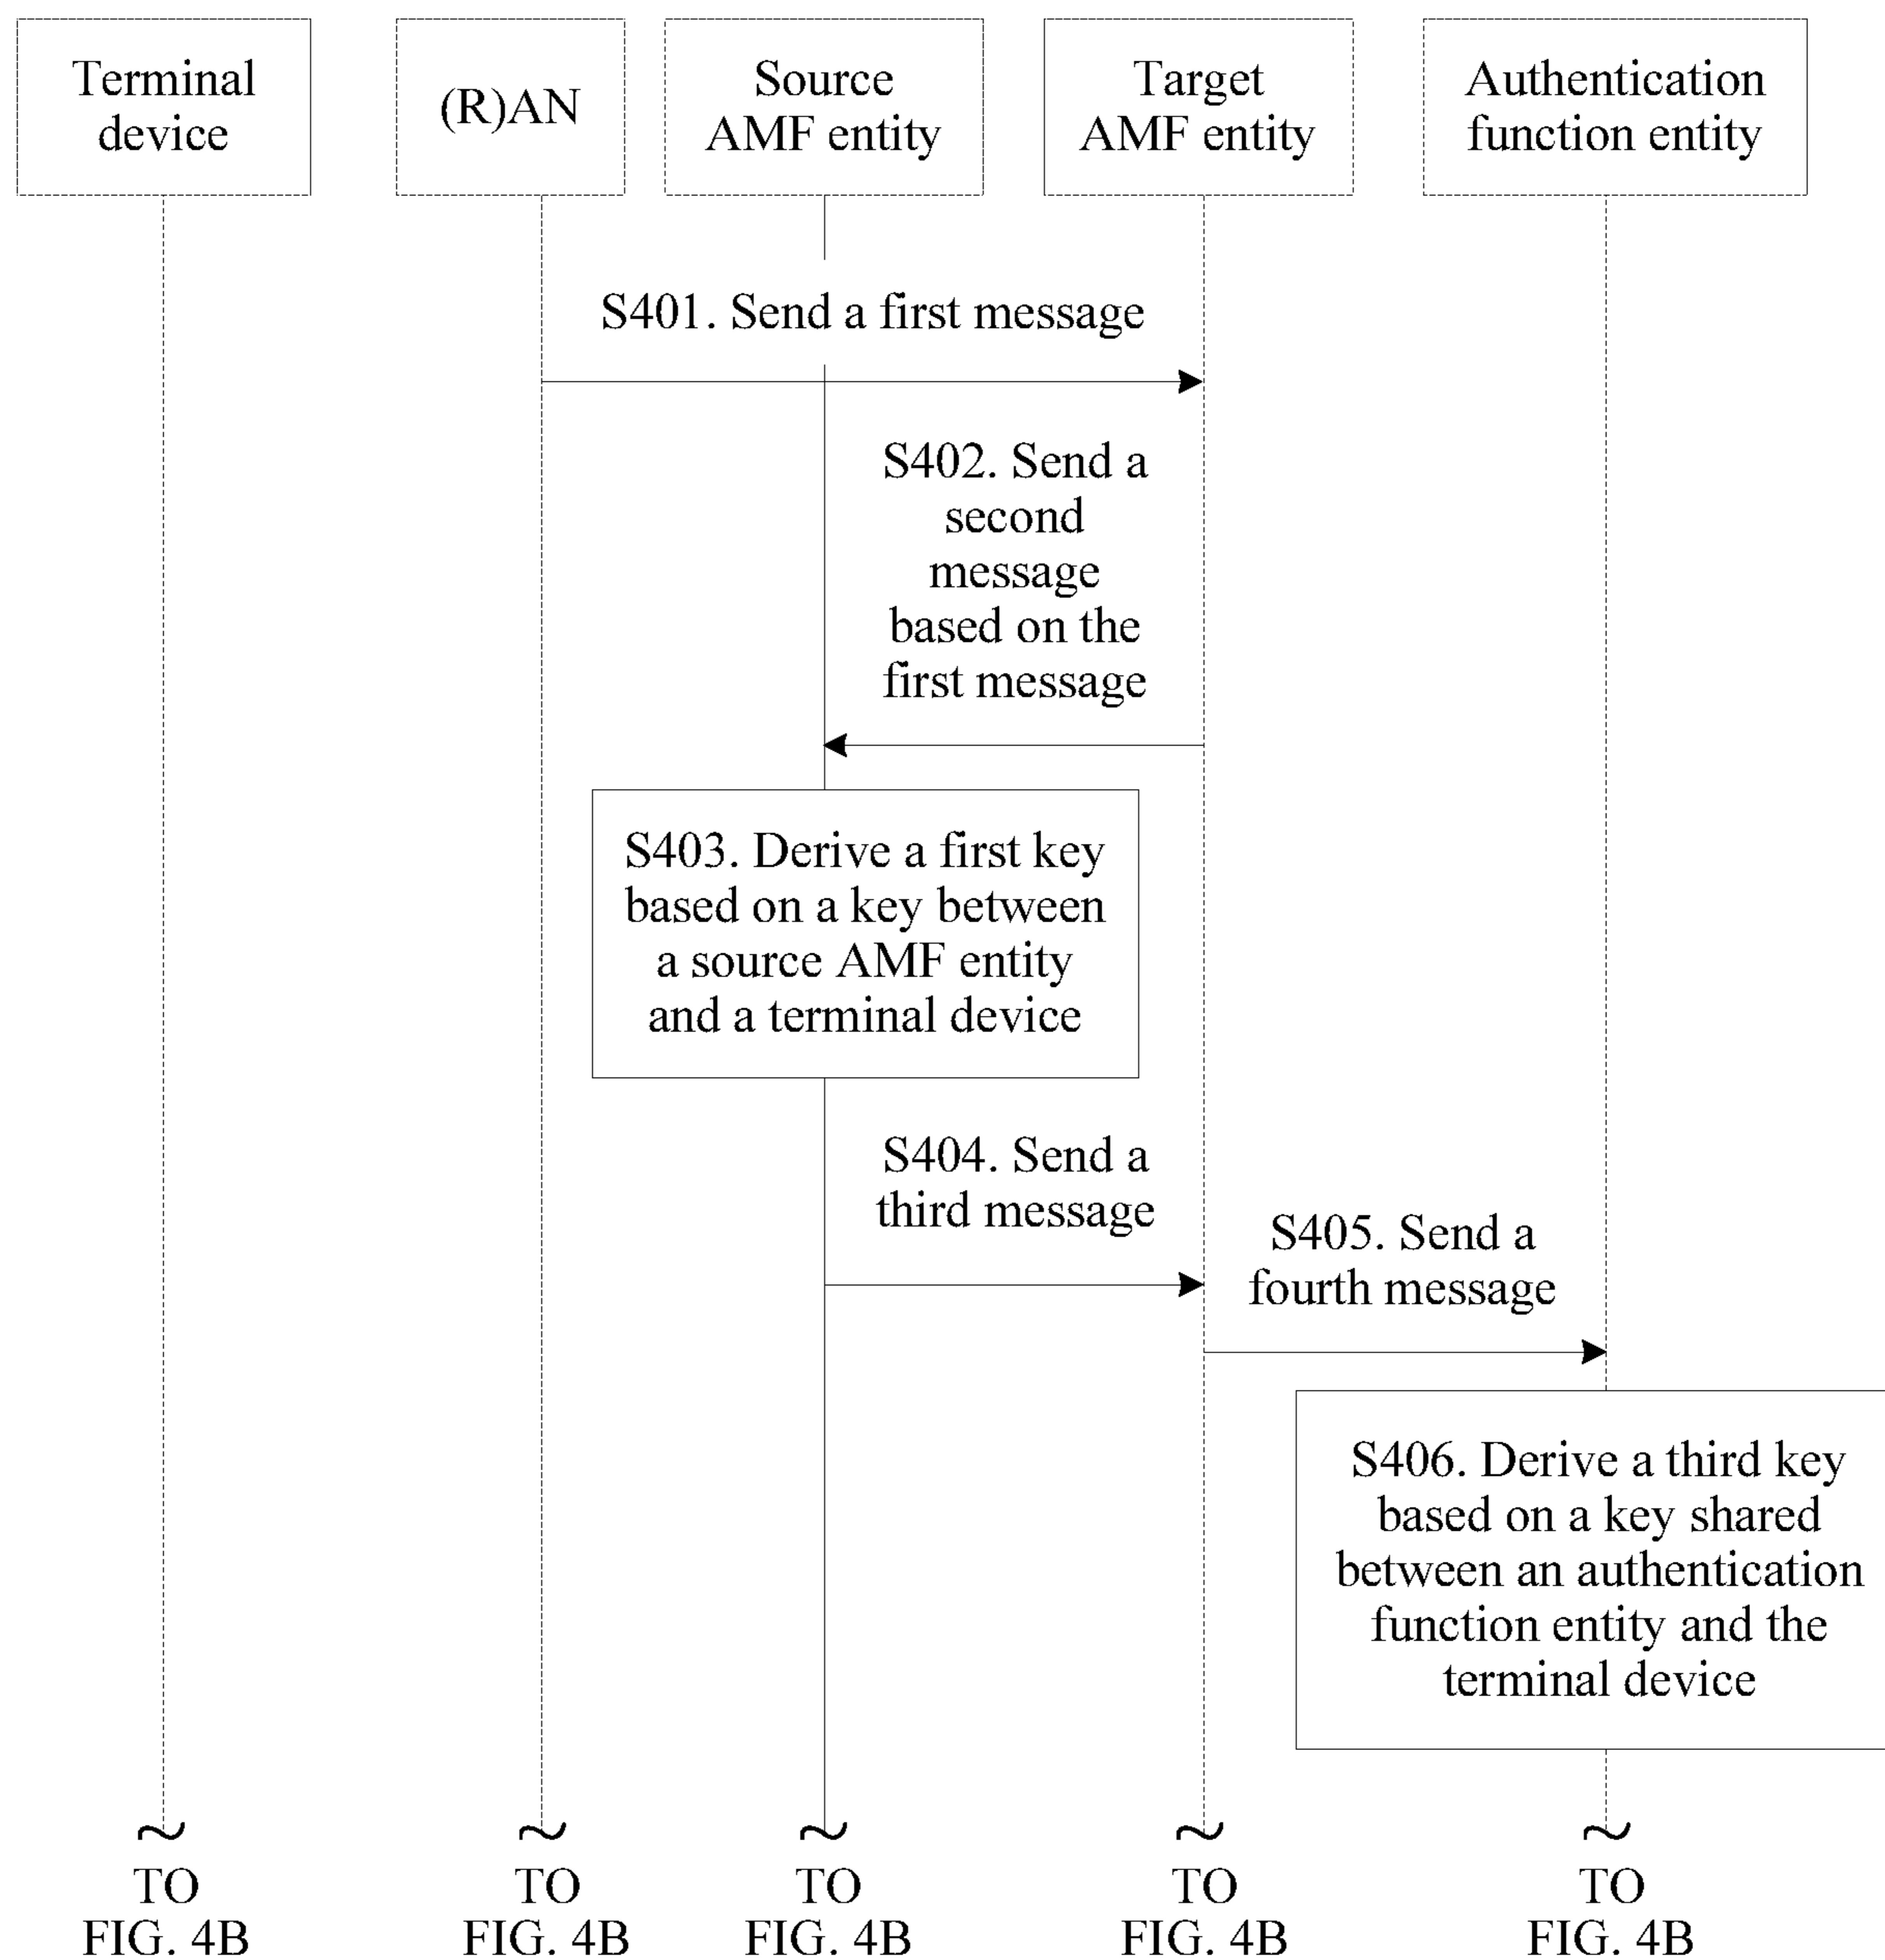 Terminal
device
(R)AN
Source
AMF entity
Target
AMF entity
Authentication
function entity
S401. Send a first message
S402. Send a
second
message
based on the
first message
S403. Derive a first key
based on a key between
a source AMF entity
and a terminal device
S404. Send a
third message
S405. Send a
fourth message
S406. Derive a third key
based on a key shared
between an authentication
function entity and the
terminal device
TO
FIG. 4B
TO
FIG. 4B
TO
FIG. 4B
TO
FIG. 4B
TO
FIG. 4B